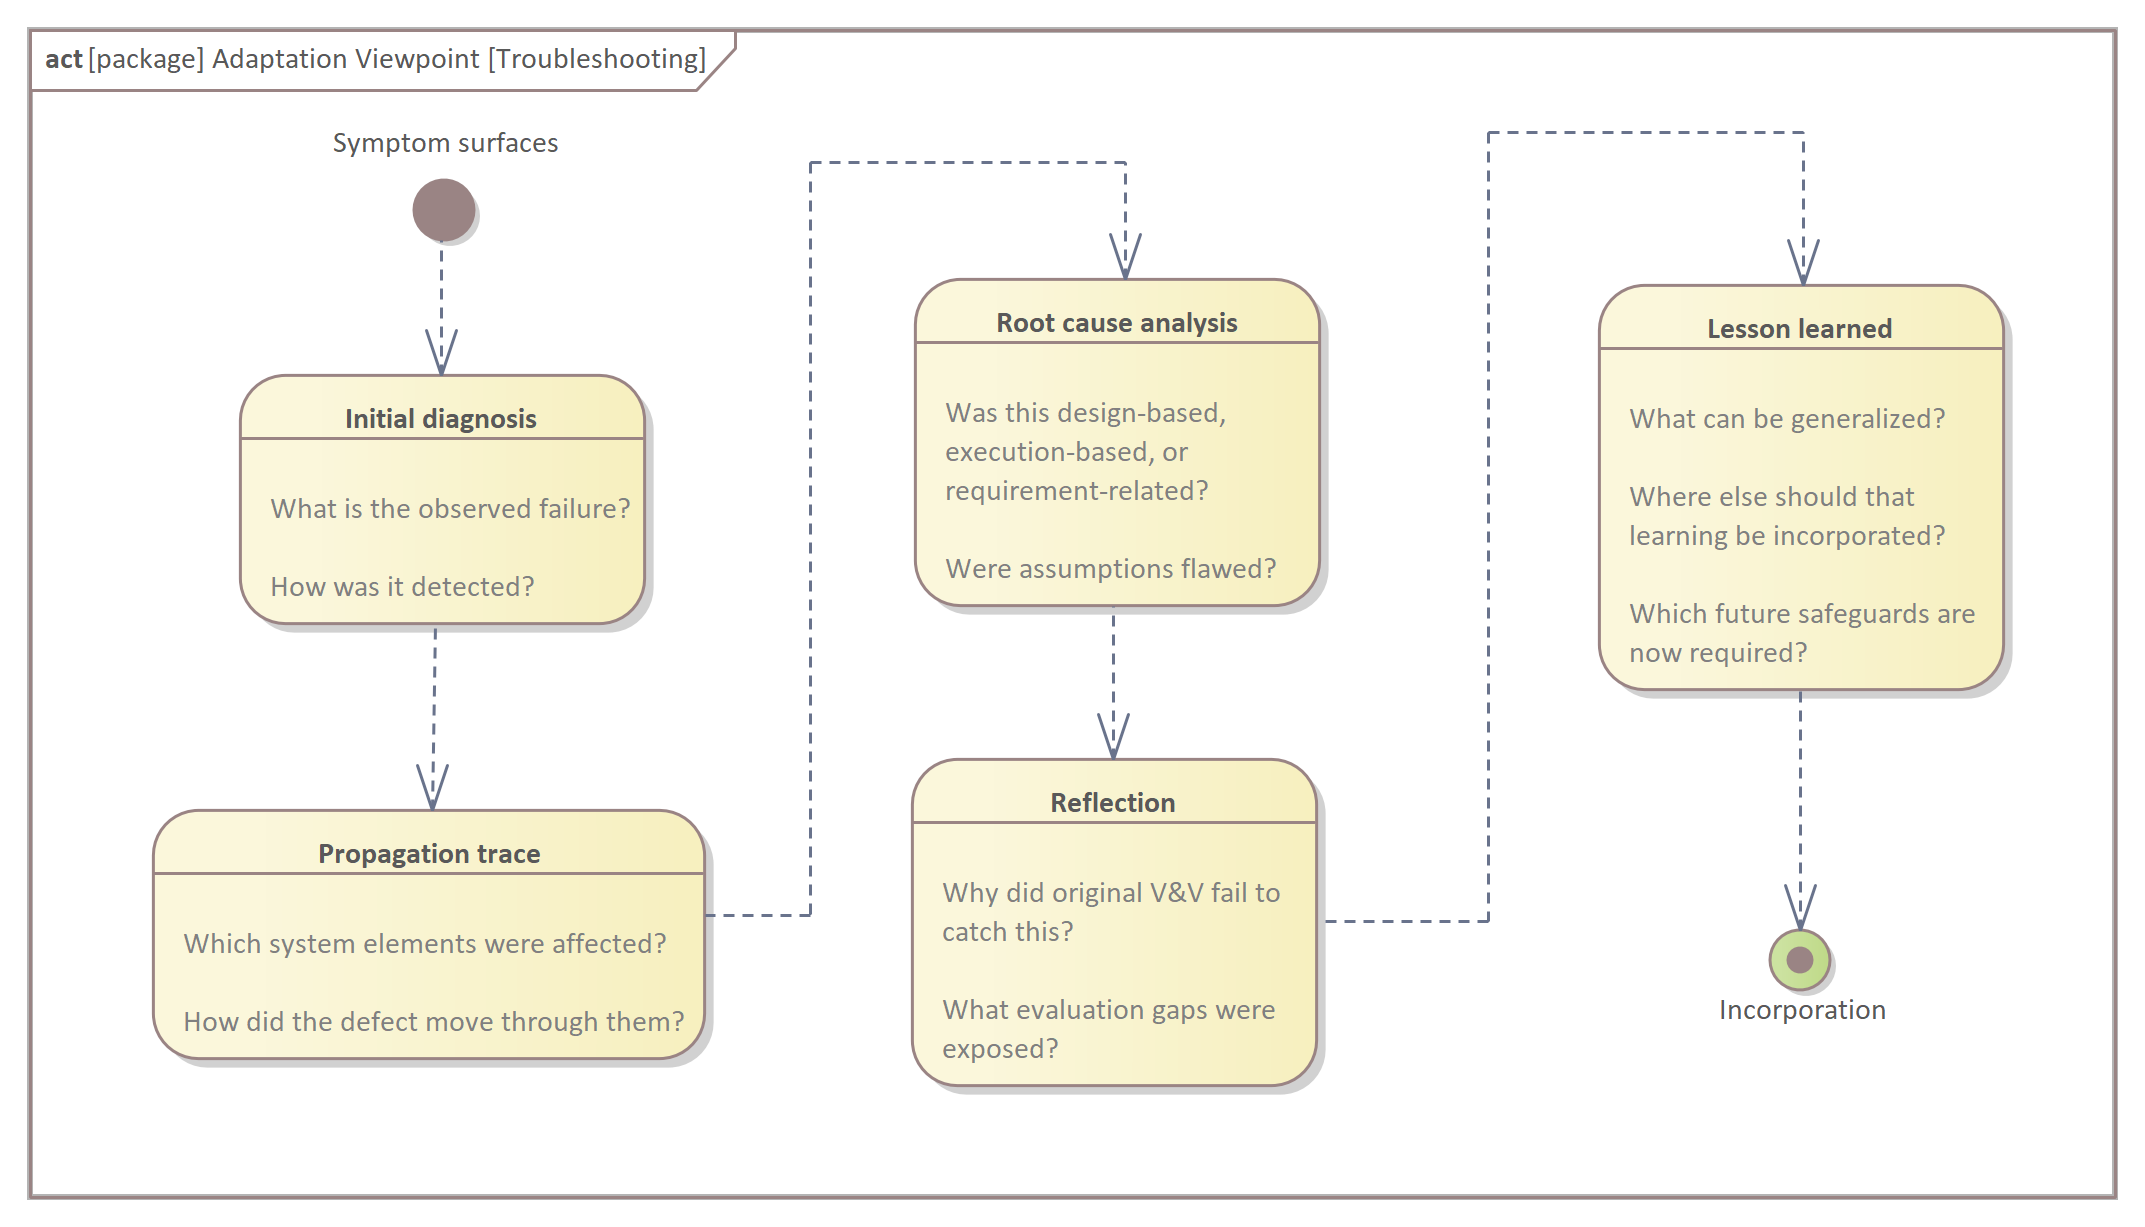 act [package] Adaptation Viewpoint [Troubleshooting]
Symptom surfaces
Initial diagnosis
What is the observed failure?
How was it detected?
Propagation trace
Which system elements were affected?
How did the defect move through them?
Root cause analysis
Was this design-based,
execution-based, or
requirement-related?
Were assumptions flawed?
Reflection
Why did original V&V fail to
catch this?
What evaluation gaps were
exposed?
Lesson learned
What can be generalized?
Where else should that
learning be incorporated?
Which future safeguards are
now required?
Incorporation